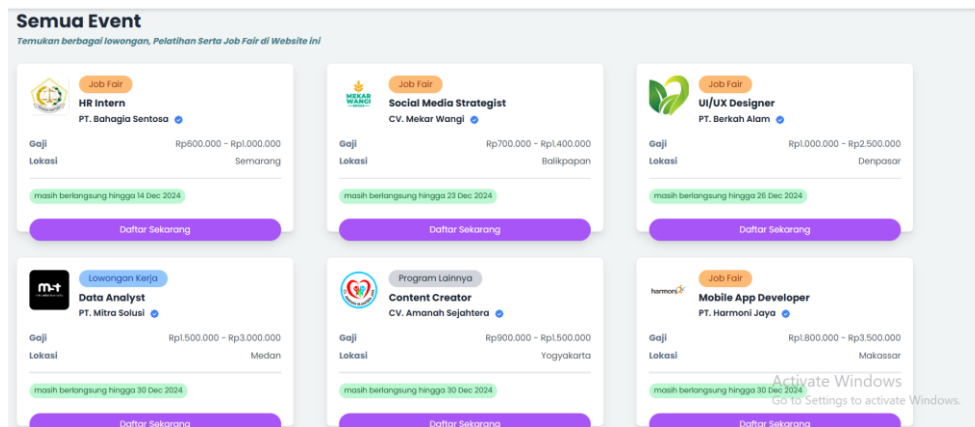 Semua Event
Temukan berbagai lowongan, Pelatihan Serta Job Fair di Website ini
Job Fair
HR Intern
PT. Bahagia Sentosa
Gaji Rp600.000 - Rp1.000.000
Lokasi Semarang
masih berlangsung hingga 14 Dec 2024
Daftar Sekarang
MEKAR
WANGI
Job Fair
Social Media Strategist
CV. Mekar Wangi
Gaji Rp700.000 - Rp1.400.000
Lokasi Balikpapan
masih berlangsung hingga 23 Dec 2024
Daftar Sekarang
Job Fair
UI/UX Designer
PT. Berkah Alam
Gaji Rp1.000.000 - Rp2.500.000
Lokasi Denpasar
masih berlangsung hingga 26 Dec 2024
Daftar Sekarang
Lowongan Kerja
Data Analyst
PT. Mitra Solusi
Gaji Rp1.500.000 - Rp3.000.000
Lokasi Medan
masih berlangsung hingga 30 Dec 2024
Daftar Sekarang
Program Lainnya
Content Creator
CV. Amanah Sejahtera
Gaji Rp900.000 - Rp1.500.000
Lokasi Yogyakarta
masih berlangsung hingga 30 Dec 2024
Daftar Sekarang
harmoni
Job Fair
Mobile App Developer
PT. Harmoni Jaya
Gaji Rp1.800.000 - Rp3.500.000
Lokasi Makassar
masih berlangsung hingga 30 Dec 2024
Daftar Sekarang
Activate Windows
Go to Settings to activate Windows.